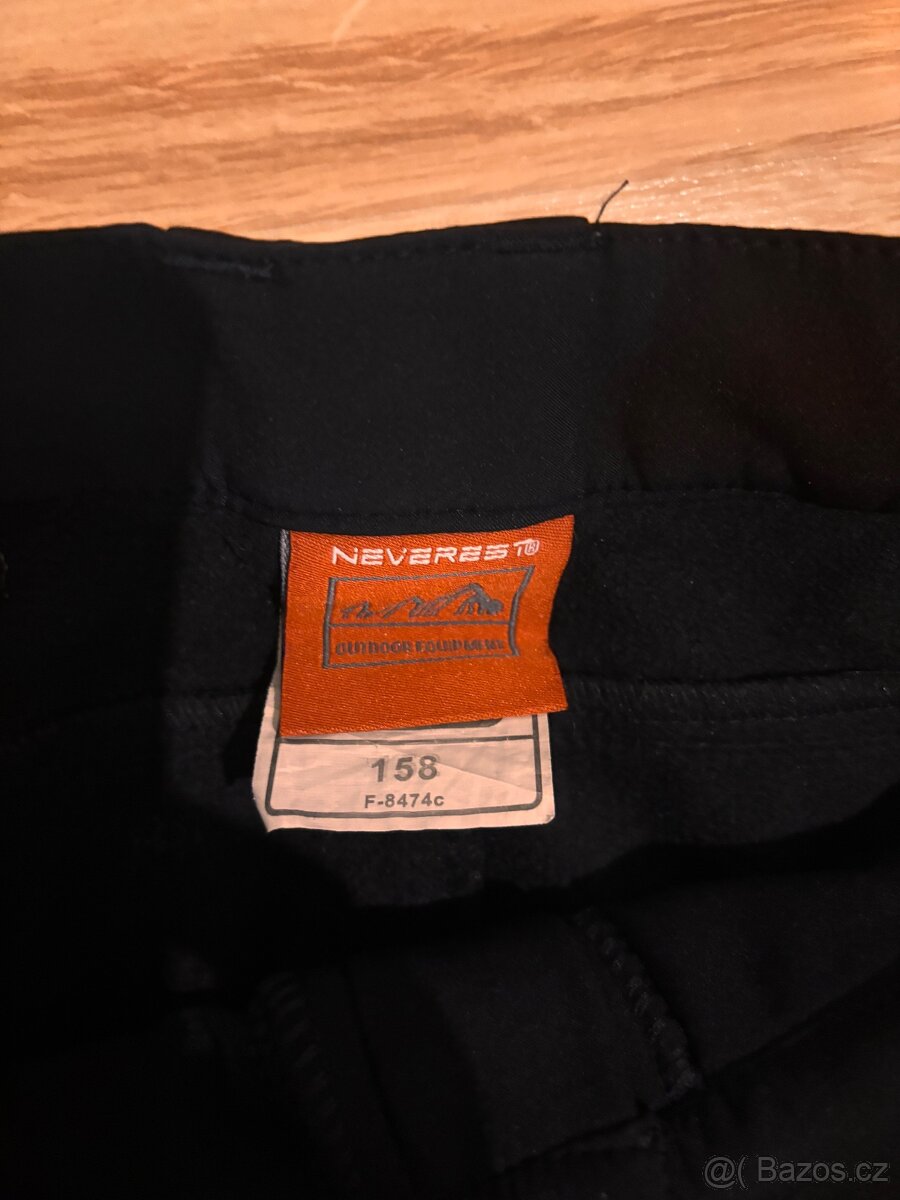 NEVEREST®
OUTDOOR EQUIPMENT
158
F-8474c
@( Bazos.cz